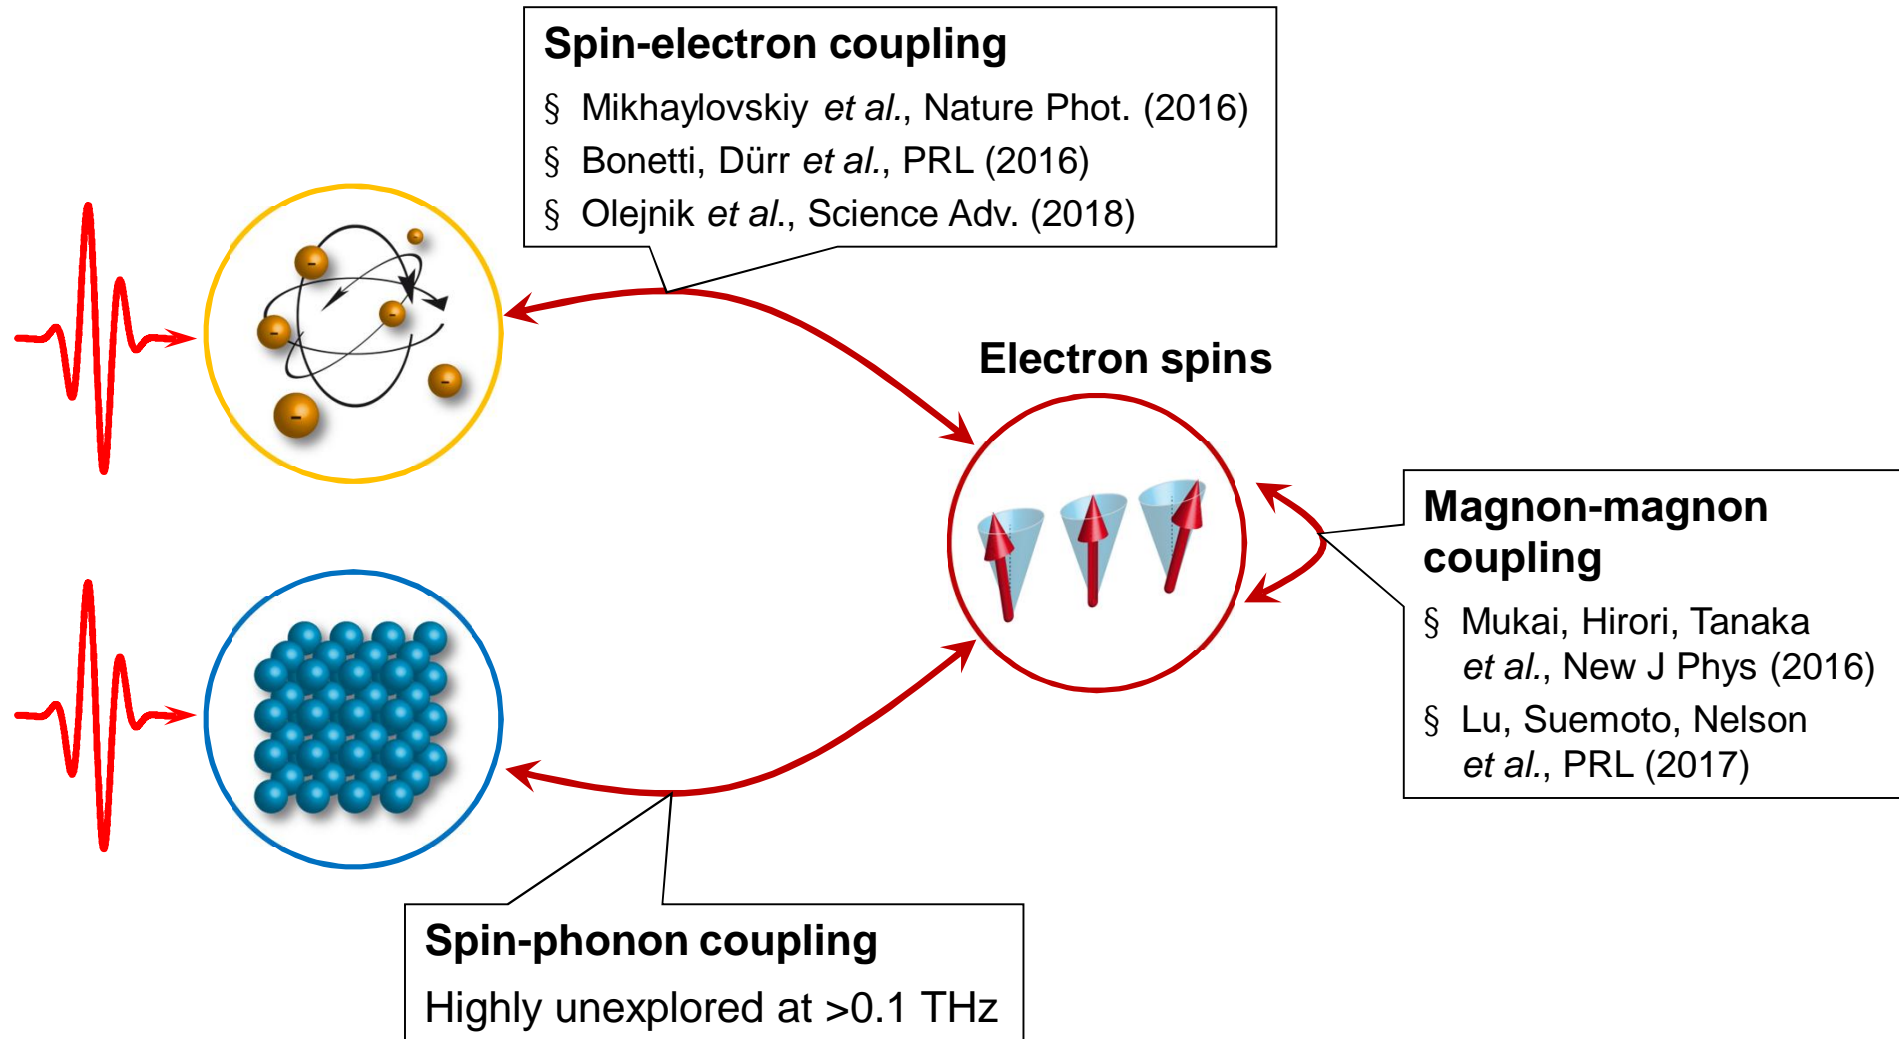 Spin-electron coupling
§ Mikhaylovskiy et al., Nature Phot. (2016)
§ Bonetti, Dürr et al., PRL (2016)
§ Olejnik et al., Science Adv. (2018)
Electron spins
Magnon-magnon
coupling
§ Mukai, Hirori, Tanaka
et al., New J Phys (2016)
§ Lu, Suemoto, Nelson
et al., PRL (2017)
Spin-phonon coupling
Highly unexplored at >0.1 THz